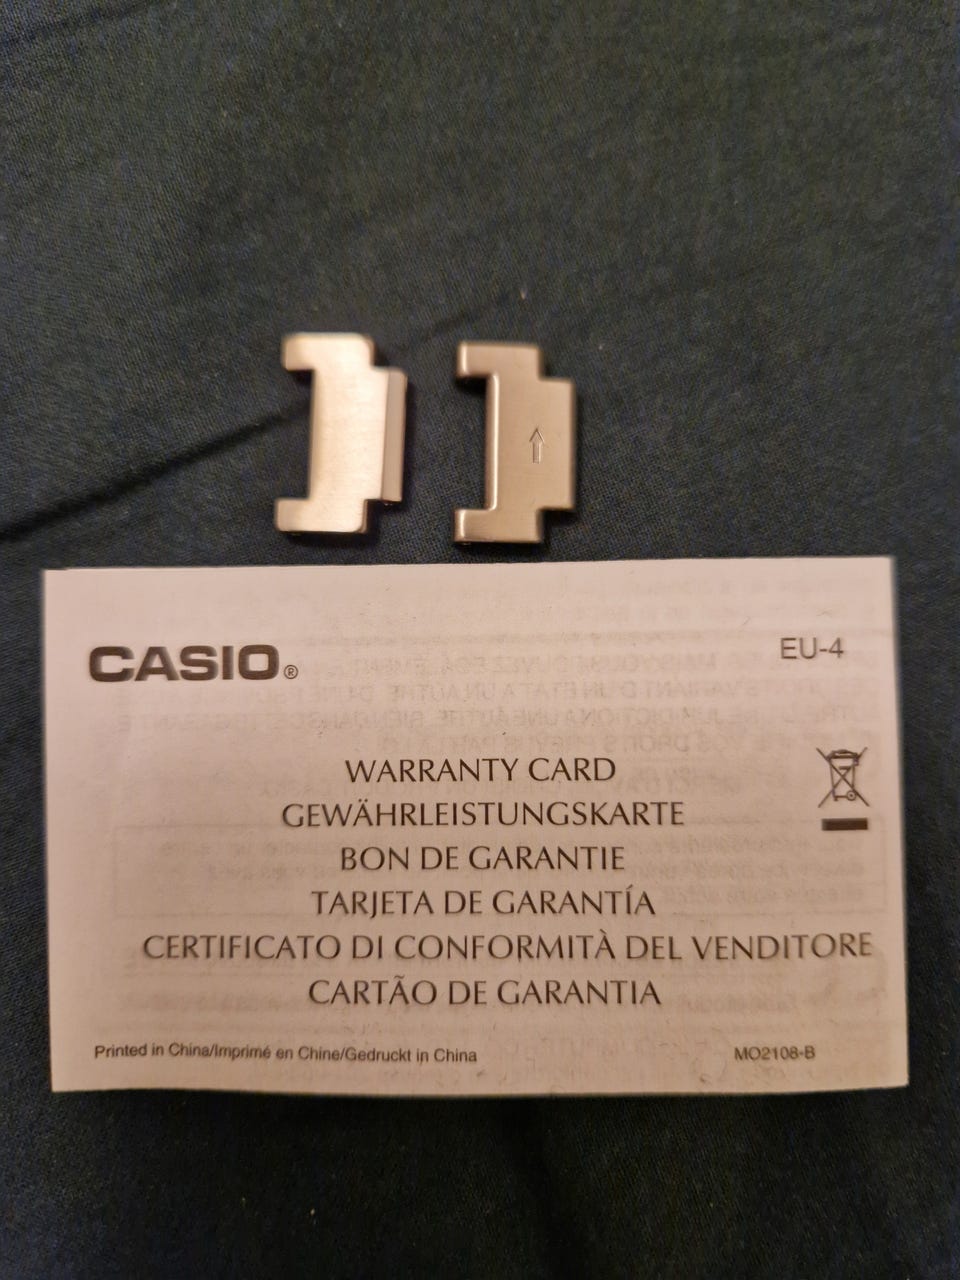 CASIO®
EU-4
WARRANTY CARD
GEWÄHRLEISTUNGSKARTE
BON DE GARANTIE
TARJETA DE GARANTÍA
CERTIFICATO DI CONFORMITÀ DEL VENDITORE
CARTÃO DE GARANTIA
Printed in China/Imprimé en Chine/Gedruckt in China
MO2108-B